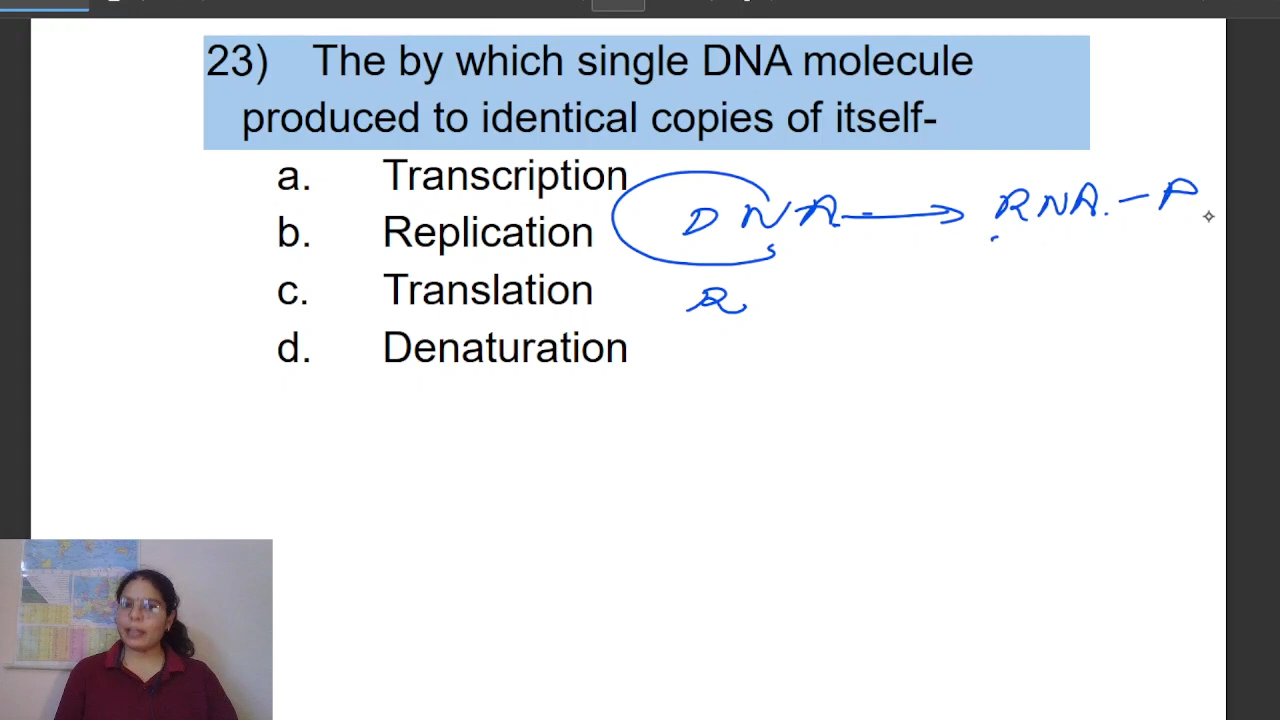 23) The by which single DNA molecule
produced to identical copies of itself-
a. Transcription
b. Replication
c. Translation
d. Denaturation
DNA → RNA. - P
R